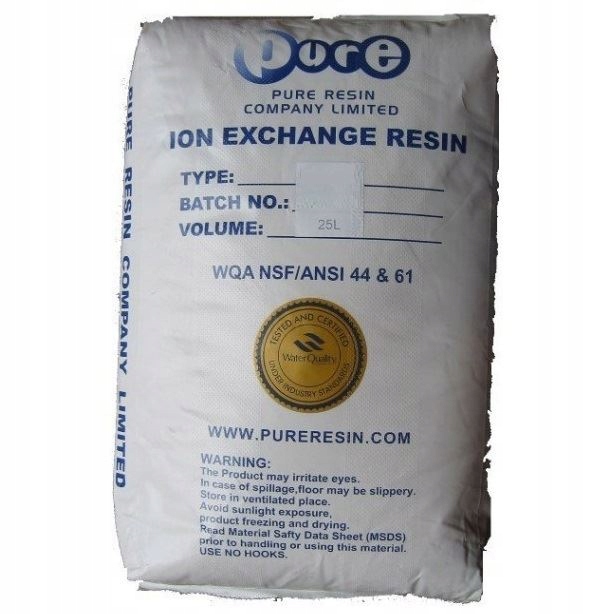 pure
PURE RESIN
COMPANY LIMITED
ION EXCHANGE RESIN
TYPE:
BATCH NO.:
VOLUME:
25L
WQA NSF/ANSI 44 & 61
TESTED AND CERTIFIED
WaterQuality
UNDER INDUSTRY STANDARDS
WWW.PURERESIN.COM
WARNING:
The Product may irritate eyes.
In case of spillage,floor may be slippery.
Store in ventilated place.
Avoid sunlight exposure,
product freezing and drying.
Read Material Safty Data Sheet (MSDS)
prior to handling or using this material.
USE NO HOOKS.
PURE RESIN COMPANY LIMITED